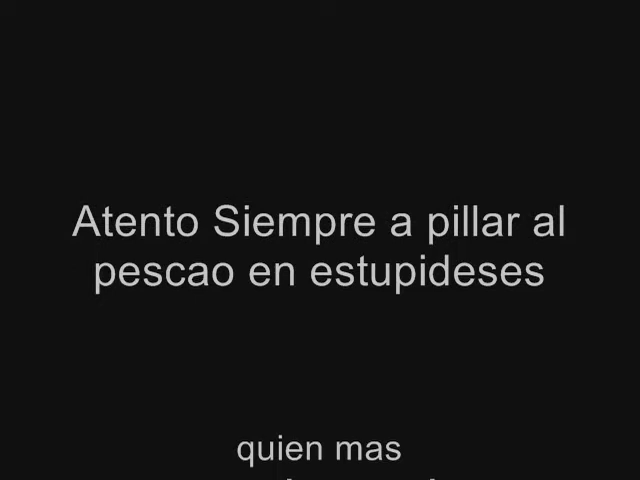 Atento Siempre a pillar al
pescao en estupideses
quien mas